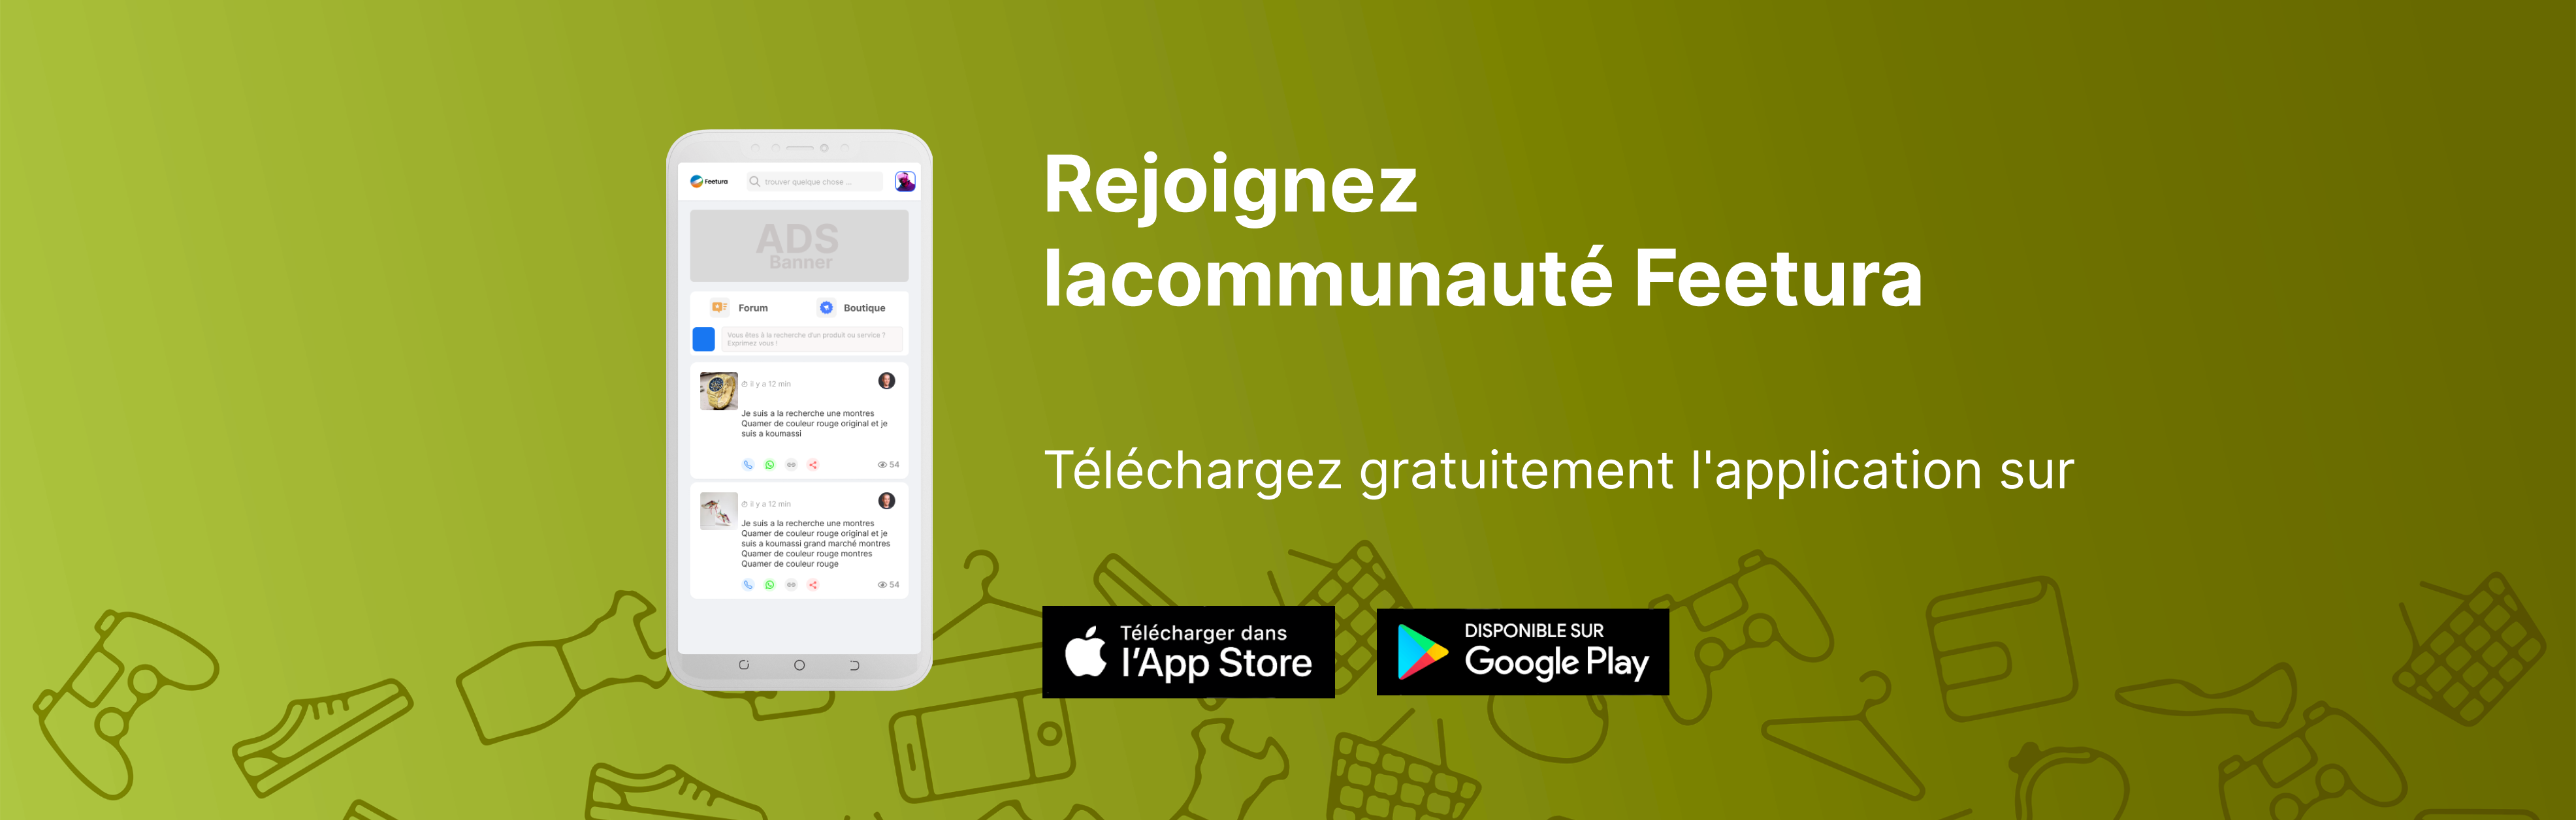 Feetura
trouver quelque chose ...
ADS
Banner
Forum
Boutique
Vous êtes à la recherche d'un produit ou service ?
Exprimez vous !
il y a 12 min
Je suis a la recherche une montres
Quamer de couleur rouge original et je
suis a koumassi
54
il y a 12 min
Je suis a la recherche une montres
Quamer de couleur rouge original et je
suis a koumassi grand marché montres
Quamer de couleur rouge montres
Quamer de couleur rouge
54
Rejoignez
lacommunauté Feetura
Téléchargez gratuitement l'application sur
Télécharger dans
l'App Store
DISPONIBLE SUR
Google Play